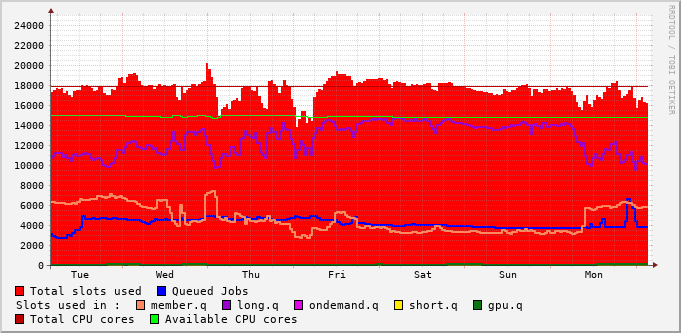 RRDTOOL / TOBI OETIKER
24000
22000
20000
18000
16000
14000
12000
10000
8000
6000
4000
2000
0
Tue Wed Thu Fri Sat Sun Mon
Total slots used Queued Jobs
Slots used in : member.q long.q ondemand.q short.q gpu.q
Total CPU cores Available CPU cores